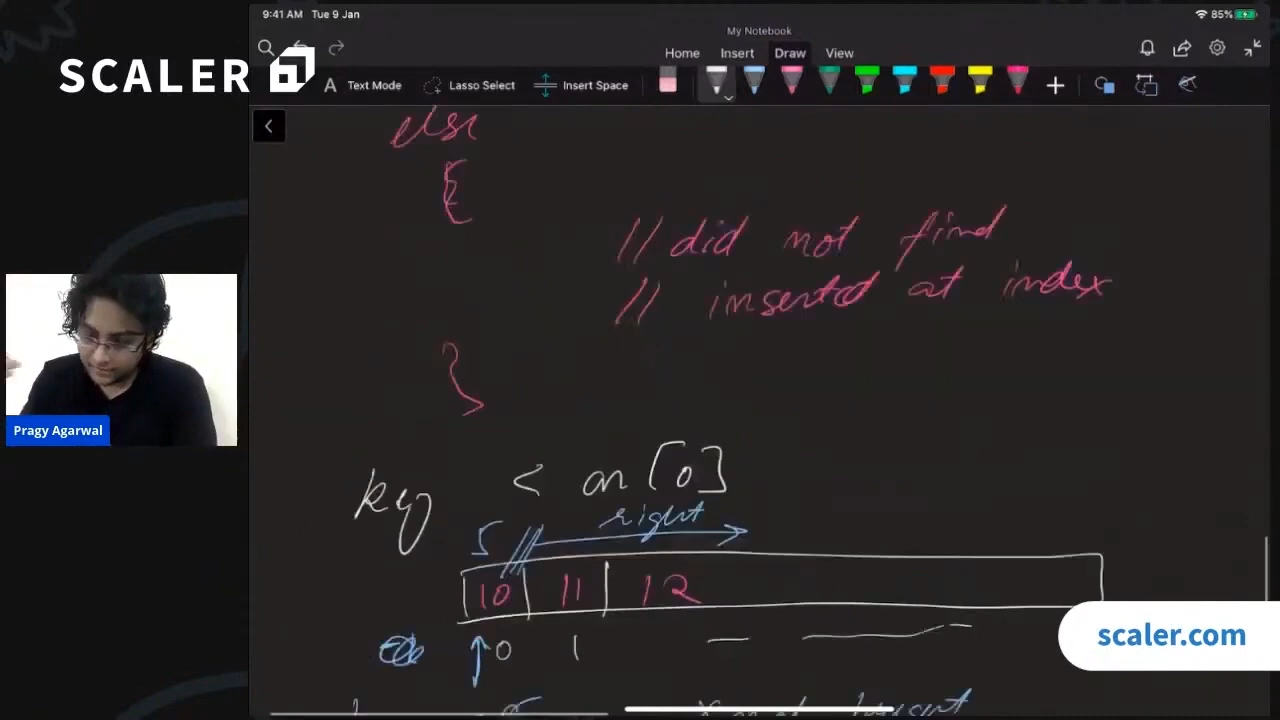 9:41 AM Tue 9 Jan
85%
My Notebook
SCALER
Home Insert Draw View
Text Mode Lasso Select Insert Space
else
{
// did not find
// inserted at index
}
Pragy Agarwal
key < arr[0]
5 right
10 11 12
0 1
scaler.com
present